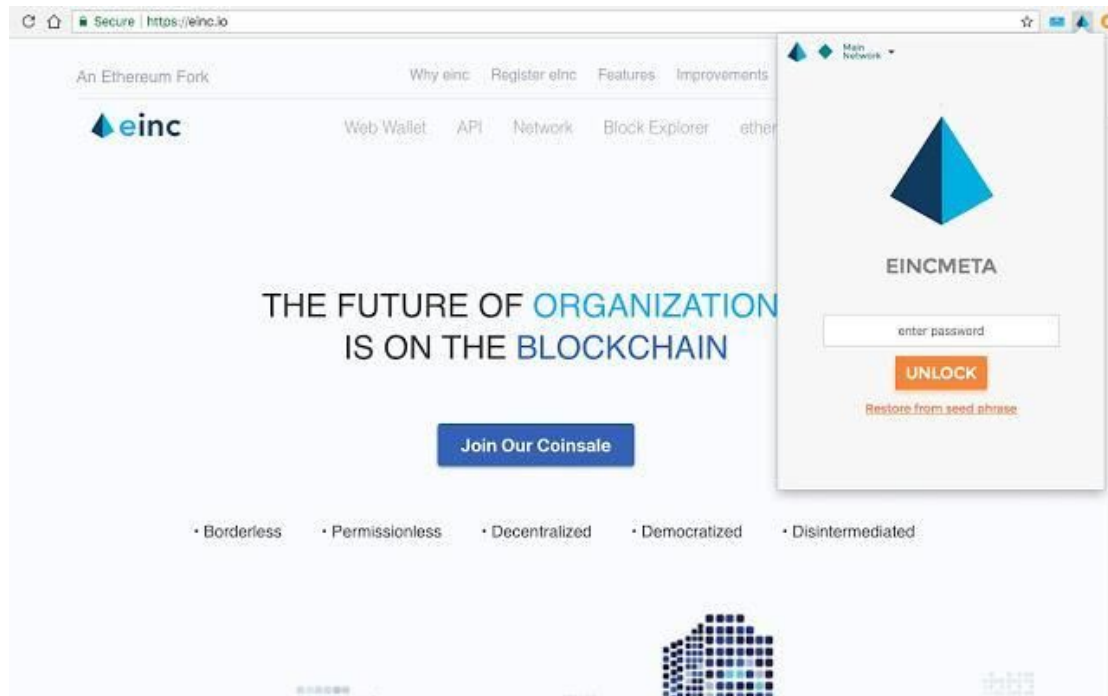 Secure | https://einc.io
An Ethereum Fork
Why einc Register einc Features Improvements
einc
Web Wallet API Network Block Explorer ether
THE FUTURE OF ORGANIZATION
IS ON THE BLOCKCHAIN
Join Our Coinsale
• Borderless • Permissionless • Decentralized • Democratized • Disintermediated
Main
Network
EINCMETA
enter password
UNLOCK
Restore from seed phrase